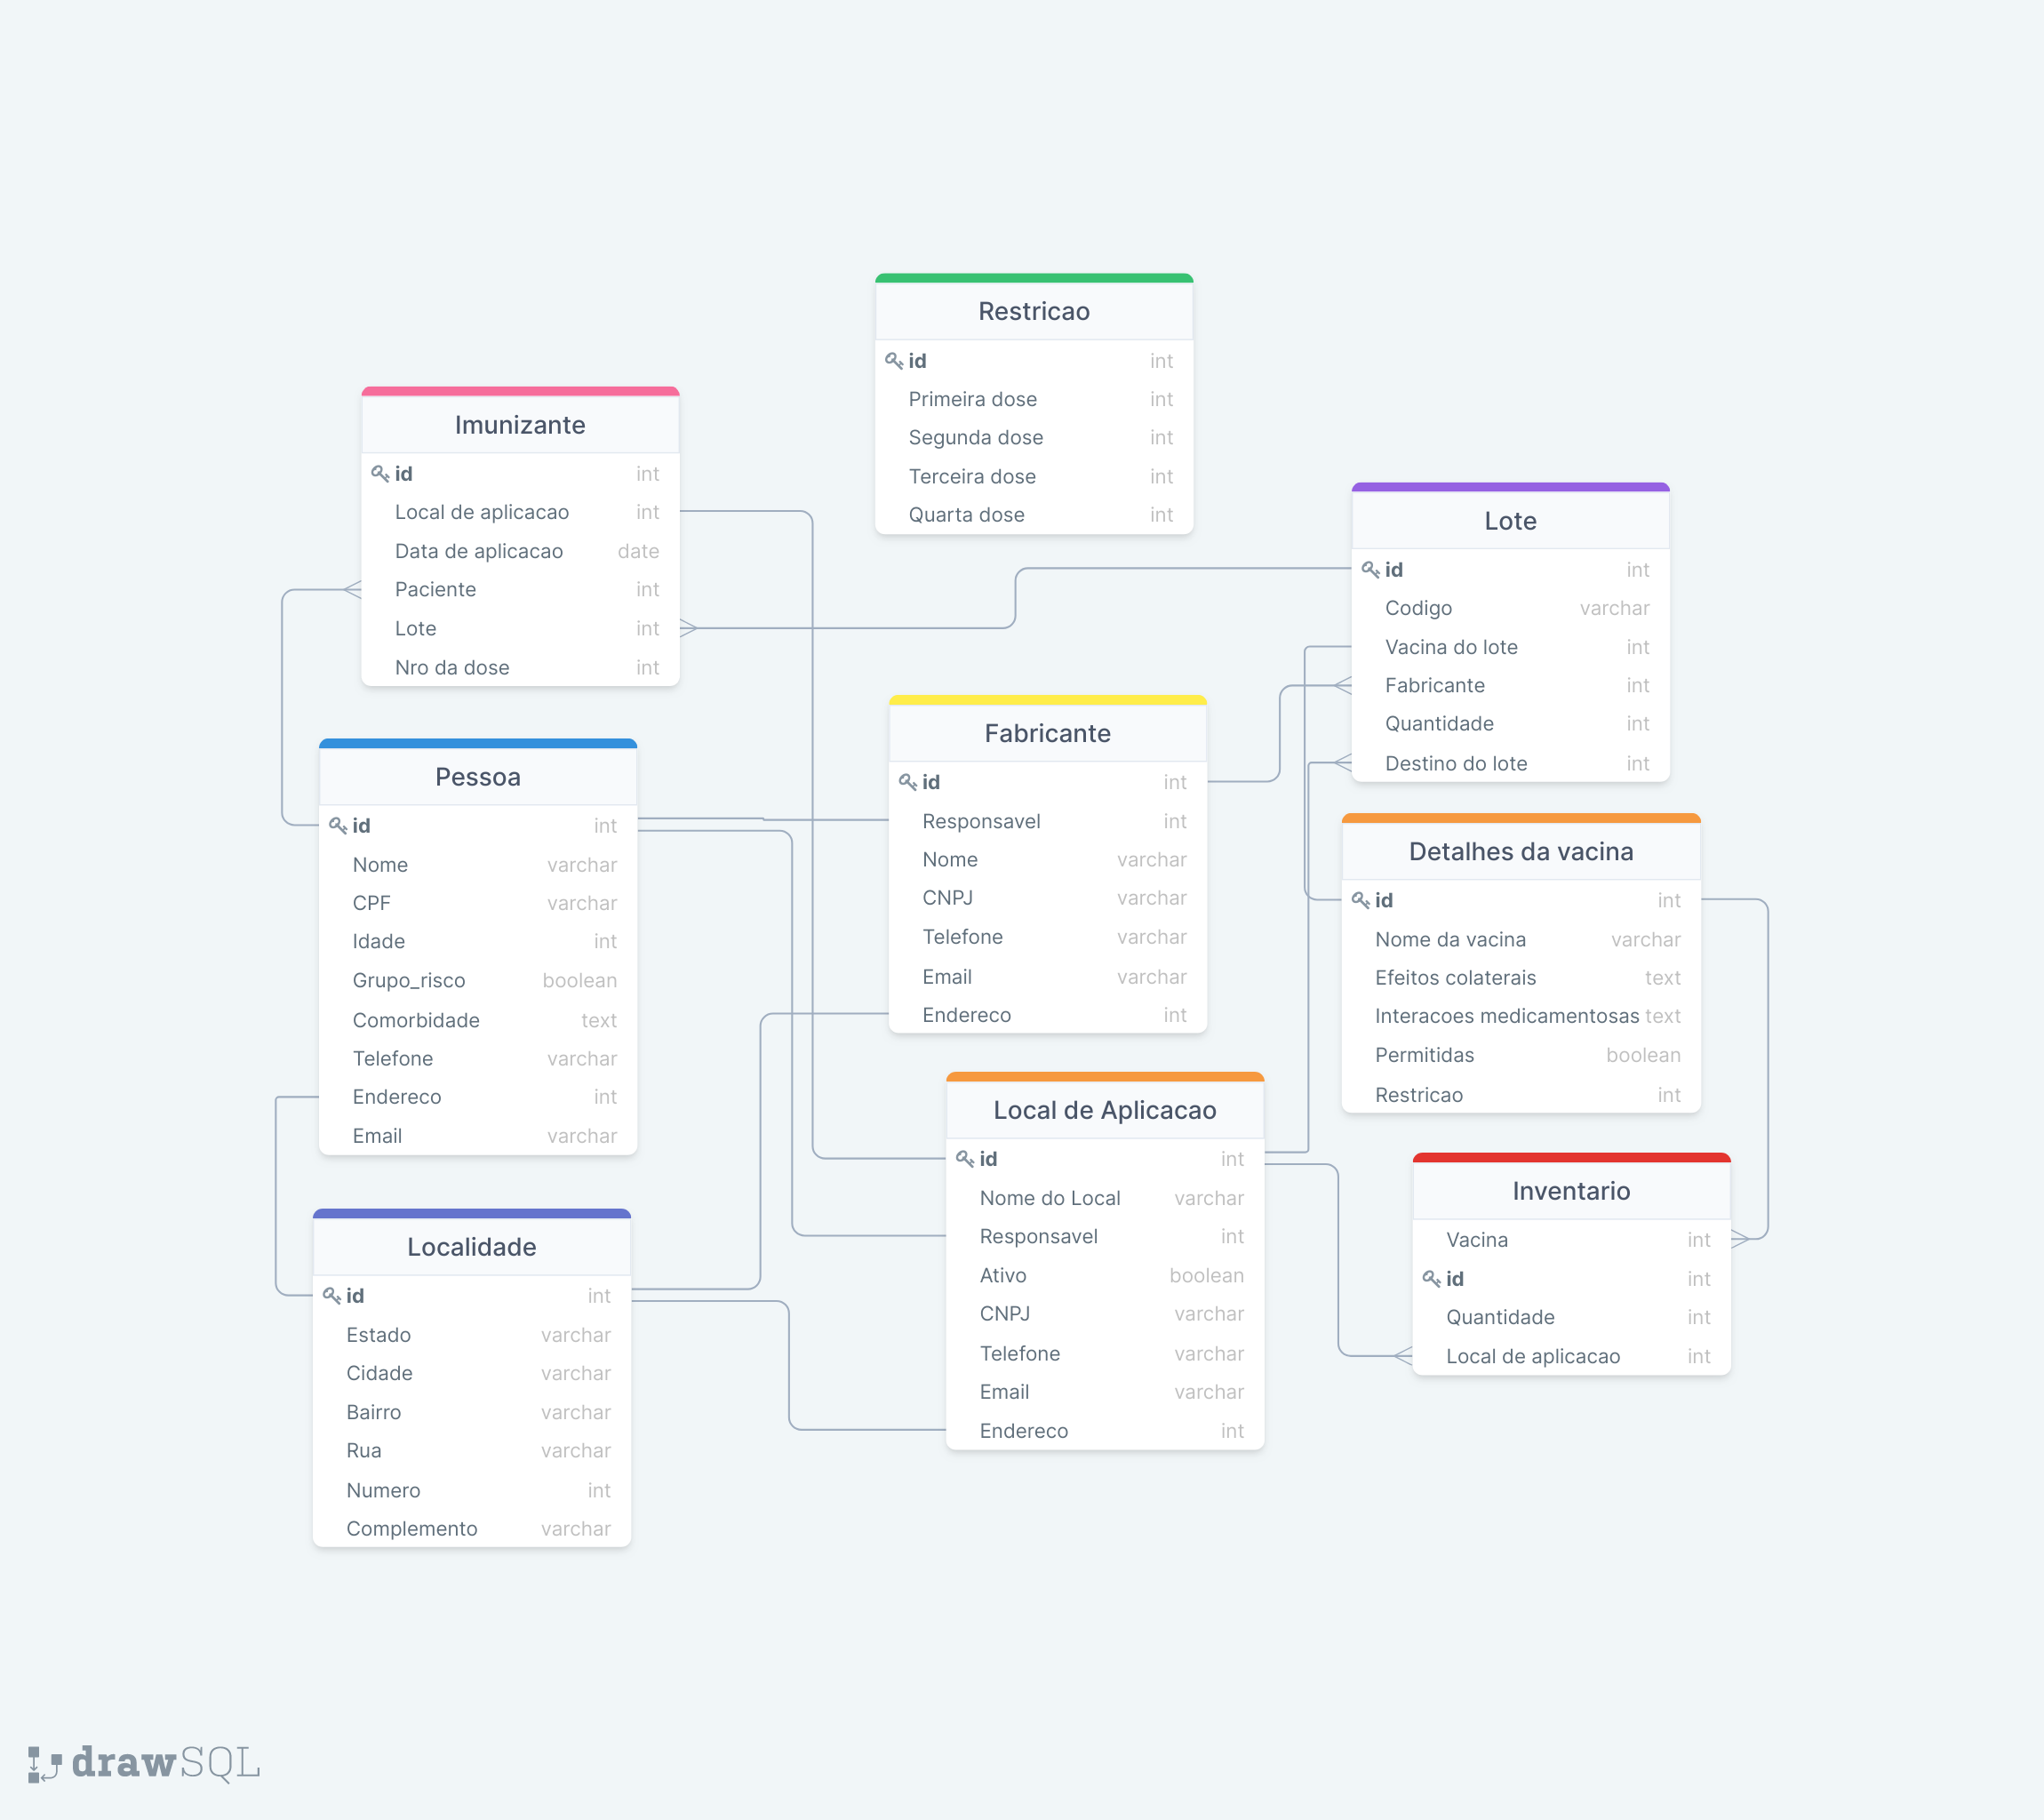 Restricao
id int
Primeira dose int
Segunda dose int
Terceira dose int
Quarta dose int
Imunizante
id int
Local de aplicacao int
Data de aplicacao date
Paciente int
Lote int
Nro da dose int
Lote
id int
Codigo varchar
Vacina do lote int
Fabricante int
Quantidade int
Destino do lote int
Fabricante
id int
Responsavel int
Nome varchar
CNPJ varchar
Telefone varchar
Email varchar
Endereco int
Pessoa
id int
Nome varchar
CPF varchar
Idade int
Grupo_risco boolean
Comorbidade text
Telefone varchar
Endereco int
Email varchar
Detalhes da vacina
id int
Nome da vacina varchar
Efeitos colaterais text
Interacoes medicamentosas text
Permitidas boolean
Restricao int
Local de Aplicacao
id int
Nome do Local varchar
Responsavel int
Ativo boolean
CNPJ varchar
Telefone varchar
Email varchar
Endereco int
Inventario
Vacina int
id int
Quantidade int
Local de aplicacao int
Localidade
id int
Estado varchar
Cidade varchar
Bairro varchar
Rua varchar
Numero int
Complemento varchar
drawSQL